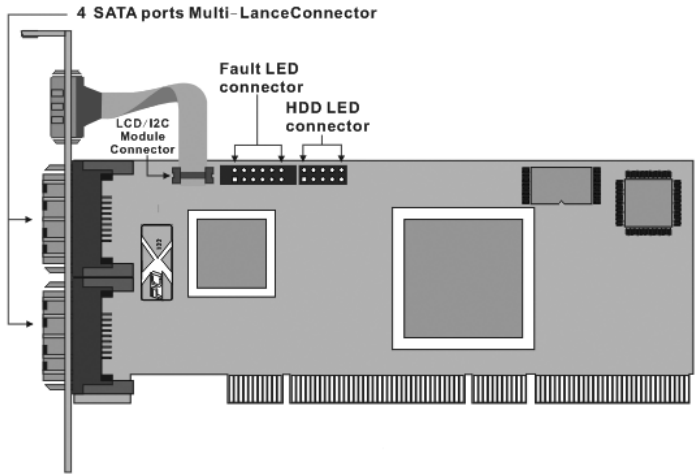 4 SATA ports Multi-LanceConnector
Fault LED
connector
HDD LED
connector
LCD/I2C
Module
Connector